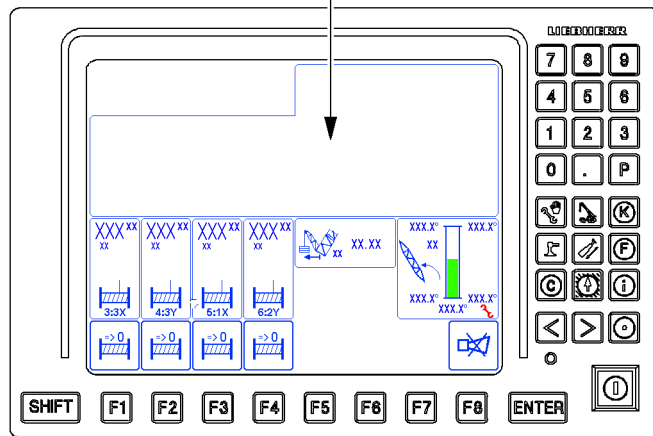 LIEBHERR
7 8 9
4 5 6
1 2 3
0 . P
XXX xx XXX xx XXX xx XXX xx
xx xx xx xx
3:3X 4:3Y 5:1X 6:2Y
xx XX.XX
XXX.X° XXX.X°
xx
XXX.X° XXX.X°
XXX.X°
=> 0 => 0 => 0 => 0
K
F
C i
< >
SHIFT F1 F2 F3 F4 F5 F6 F7 F8 ENTER